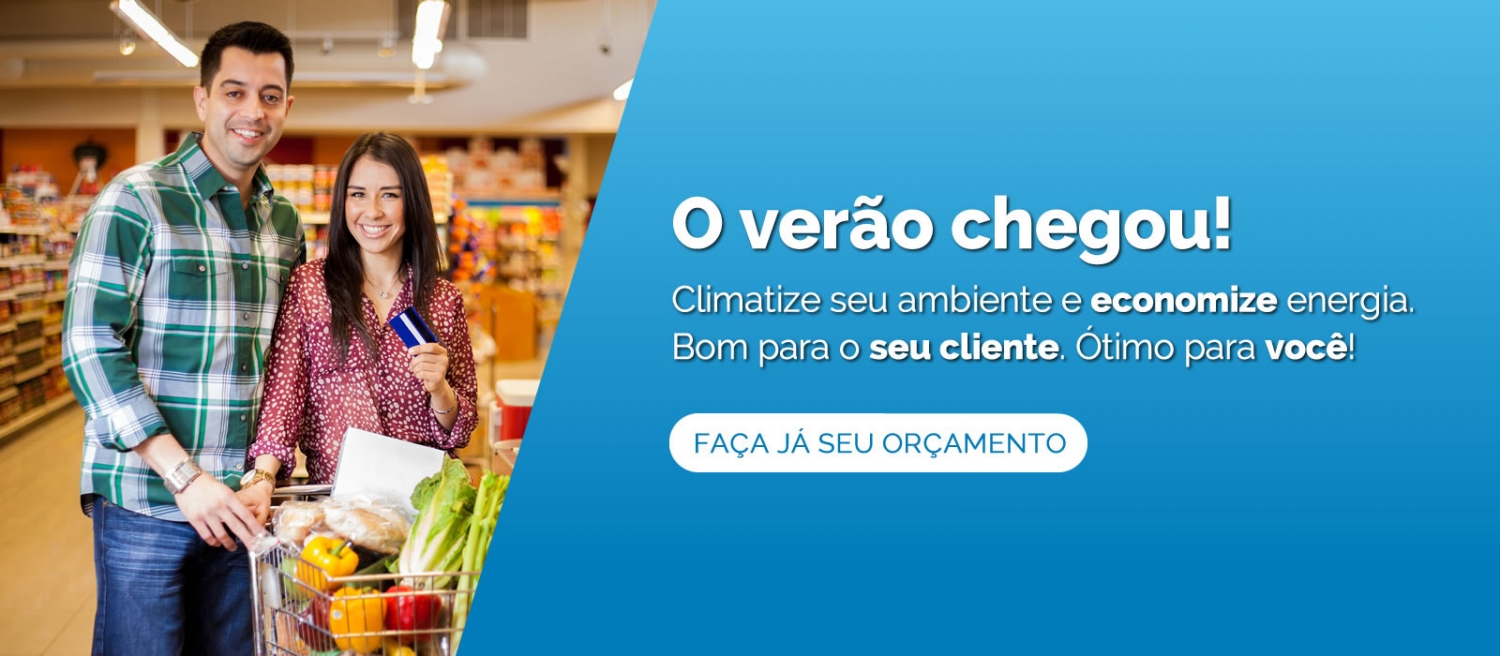 O verão chegou!
Climatize seu ambiente e economize energia.
Bom para o seu cliente. Ótimo para você!
FAÇA JÁ SEU ORÇAMENTO